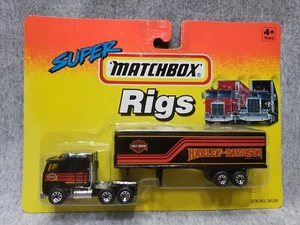 SUPER
MATCHBOX
4+
Rigs
HARLEY-DAVIDSON